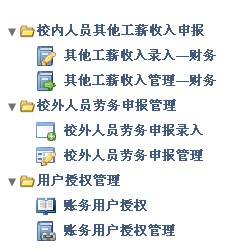 校内人员其他工薪收入申报
其他工薪收入录入—财务
其他工薪收入管理—财务
校外人员劳务申报管理
校外人员劳务申报录入
校外人员劳务申报管理
用户授权管理
账务用户授权
账务用户授权管理